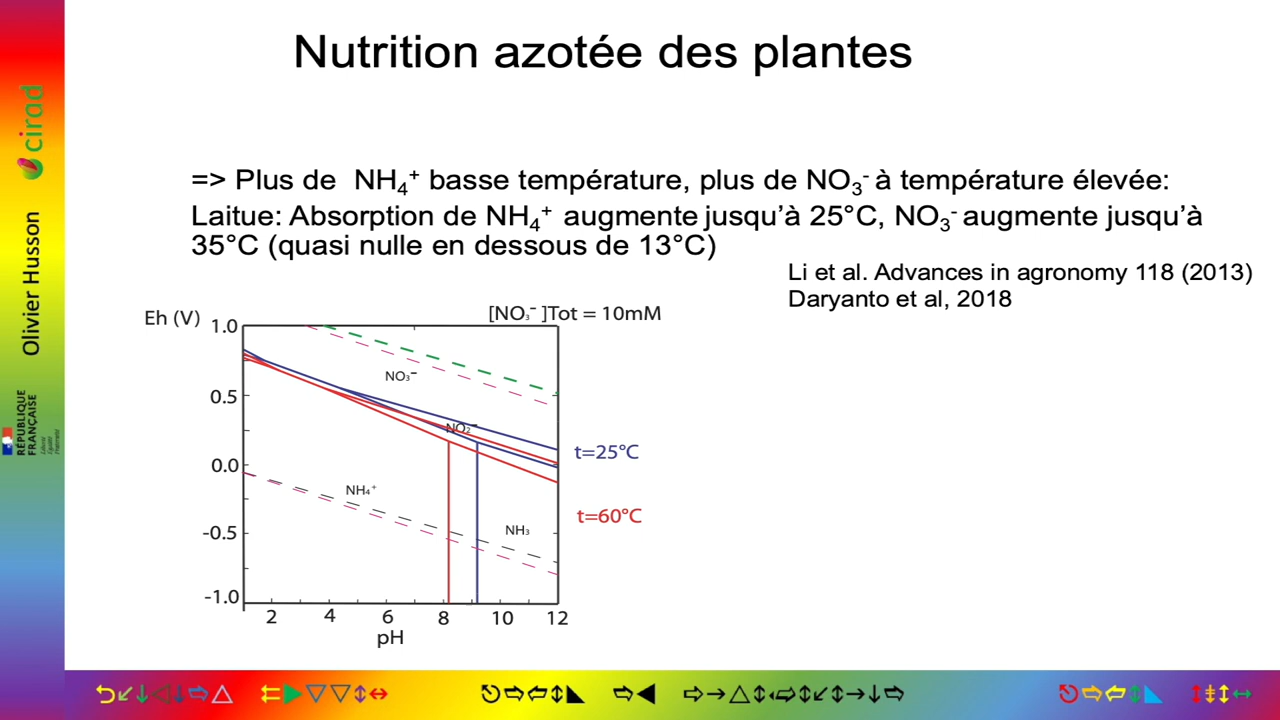 Nutrition azotée des plantes
=> Plus de NH₄⁺ basse température, plus de NO₃⁻ à température élevée:
Laitue: Absorption de NH₄⁺ augmente jusqu’à 25°C, NO₃⁻ augmente jusqu’à
35°C (quasi nulle en dessous de 13°C)
Li et al. Advances in agronomy 118 (2013)
Daryanto et al, 2018
Eh (V)
[NO₃⁻ ]Tot = 10mM
1.0
0.5
0.0
-0.5
-1.0
NO₃⁻
NO₂⁻
NH₄⁺
NH₃
t=25°C
t=60°C
2 4 6 8 10 12
pH
cirad
Olivier Husson
RÉPUBLIQUE
FRANÇAISE